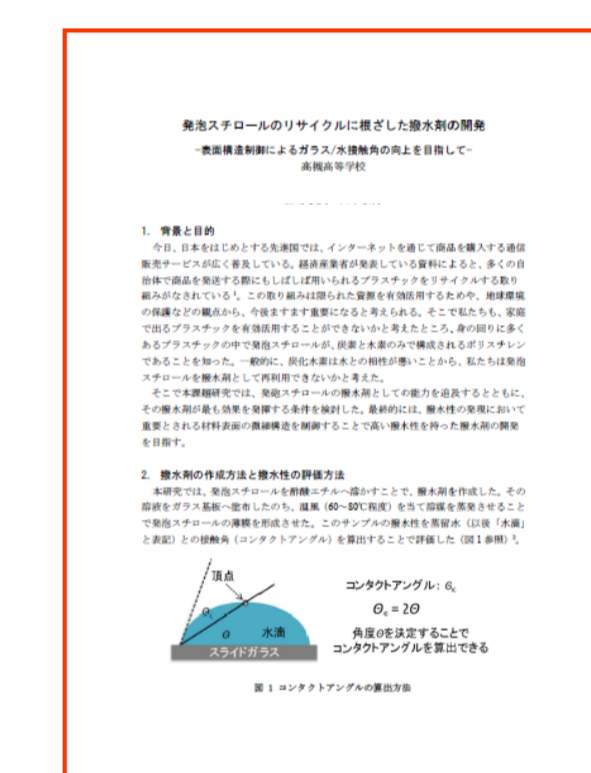 発泡スチロールのリサイクルに根ざした撥水剤の開発
-表面構造制御によるガラス/水接触角の向上を目指して-
高槻高等学校
1. 背景と目的
今日、日本をはじめとする先進国では、インターネットを通じて商品を購入する通信
販売サービスが広く普及している。経済産業省が発表している資料によると、多くの自
治体で商品を発送する際にもしばしば用いられるプラスチックをリサイクルする取り
組みがなされている¹。この取り組みは限られた資源を有効活用するためや、地球環境
の保護などの観点から、今後ますます重要になると考えられる。そこで私たちも、家庭
で出るプラスチックを有効活用することができないかと考えたところ、身の回りに多く
あるプラスチックの中で発泡スチロールが、炭素と水素のみで構成されるポリスチレン
であることを知った。一般的に、炭化水素は水との相性が悪いことから、私たちは発泡
スチロールを撥水剤として再利用できないかと考えた。
そこで本課題研究では、発砲スチロールの撥水剤としての能力を追及するとともに、
その撥水剤が最も効果を発揮する条件を検討した。最終的には、撥水性の発現において
重要とされる材料表面の微細構造を制御することで高い撥水性を持った撥水剤の開発
を目指す。
2. 撥水剤の作成方法と撥水性の評価方法
本研究では、発泡スチロールを酢酸エチルへ溶かすことで、撥水剤を作成した。その
溶液をガラス基板へ塗布したのち、温風（60～80℃程度）を当て溶媒を蒸発させること
で発泡スチロールの薄膜を形成させた。このサンプルの撥水性を蒸留水（以後「水滴」
と表記）との接触角（コンタクトアングル）を算出することで評価した（図1参照）²。
頂点
Θc
Θ
水滴
スライドガラス
コンタクトアングル: Θc
Θc = 2Θ
角度Θを決定することで
コンタクトアングルを算出できる
図 1 コンタクトアングルの算出方法